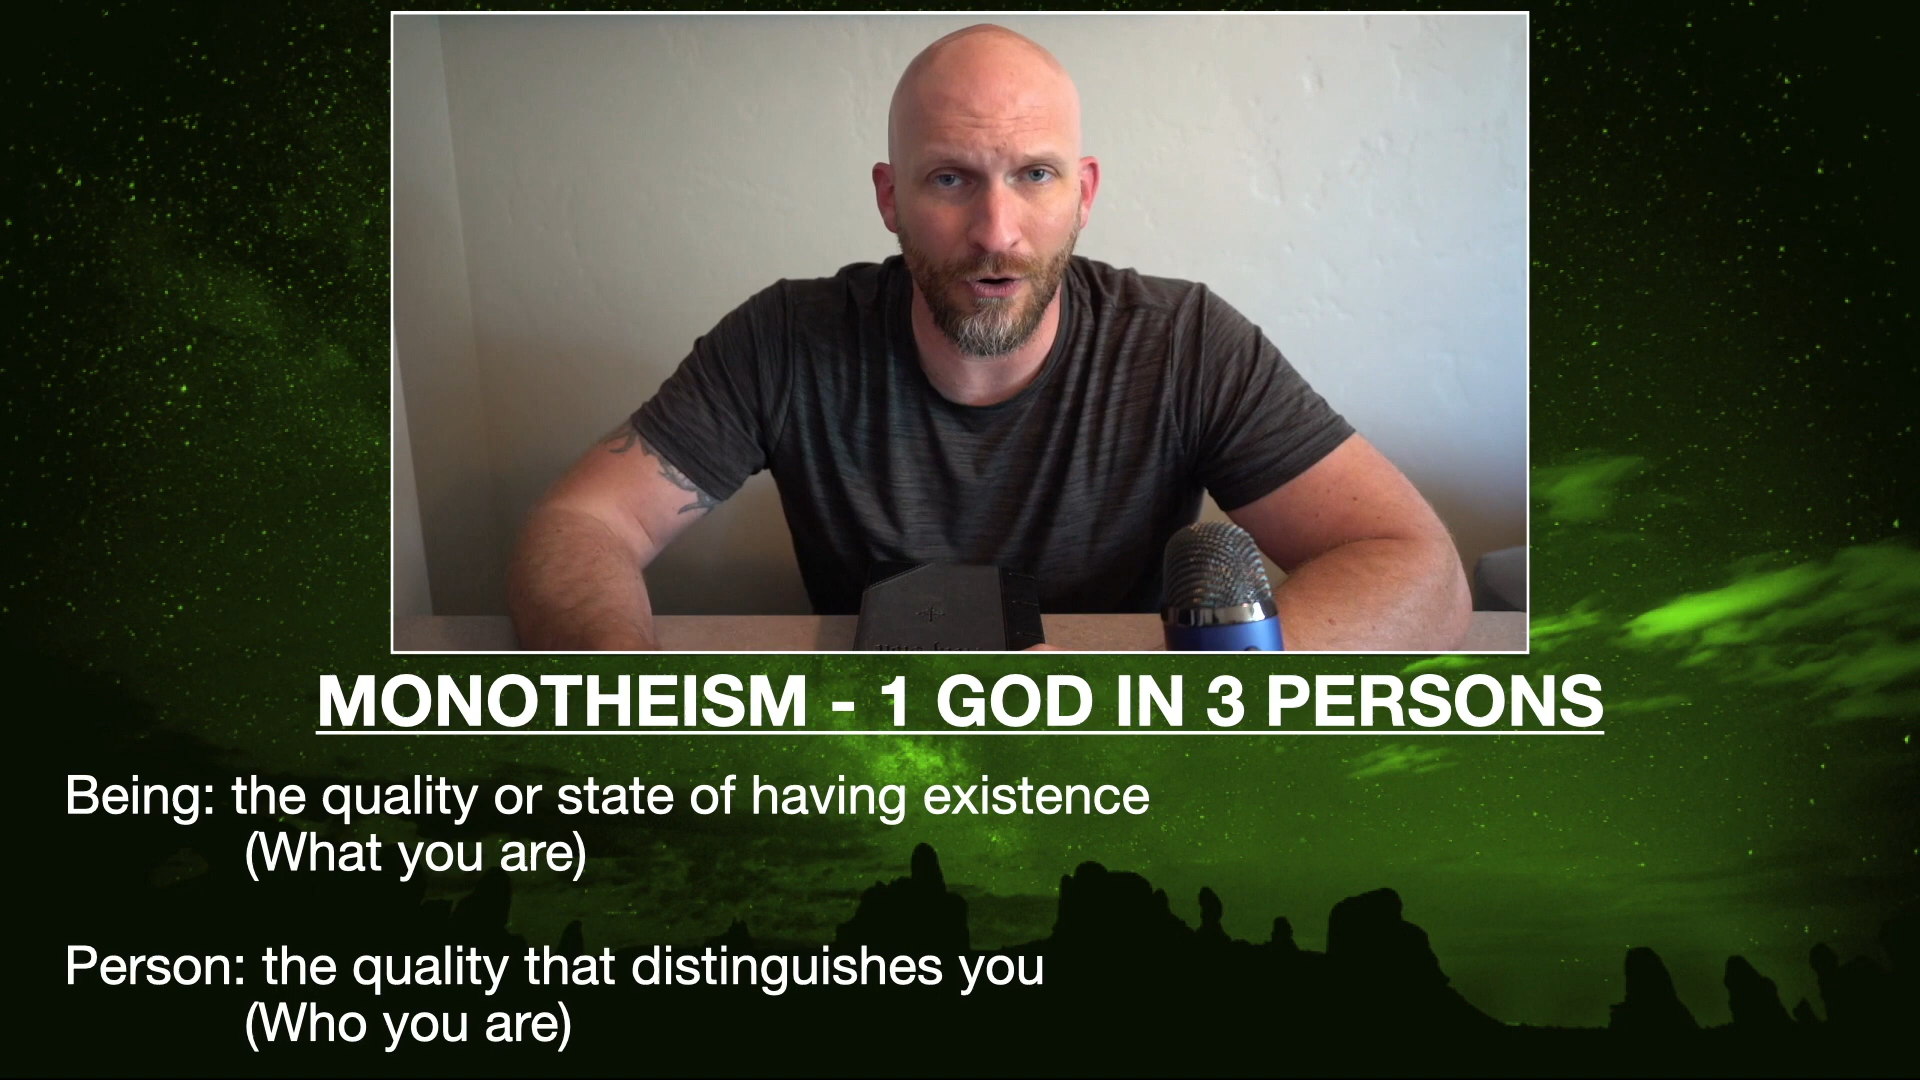 MONOTHEISM - 1 GOD IN 3 PERSONS
Being: the quality or state of having existence
(What you are)
Person: the quality that distinguishes you
(Who you are)